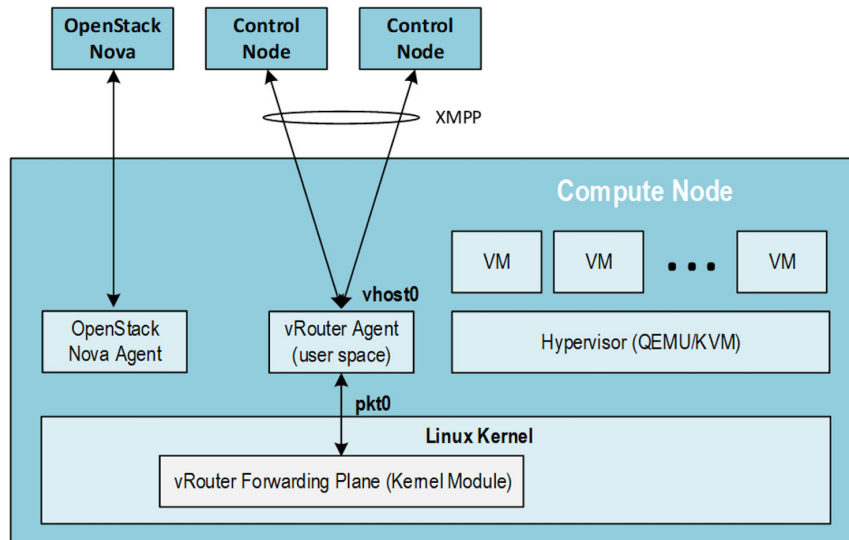 OpenStack
Nova
Control
Node
Control
Node
XMPP
Compute Node
VM
VM
VM
vhost0
OpenStack
Nova Agent
vRouter Agent
(user space)
Hypervisor (QEMU/KVM)
pkt0
Linux Kernel
vRouter Forwarding Plane (Kernel Module)